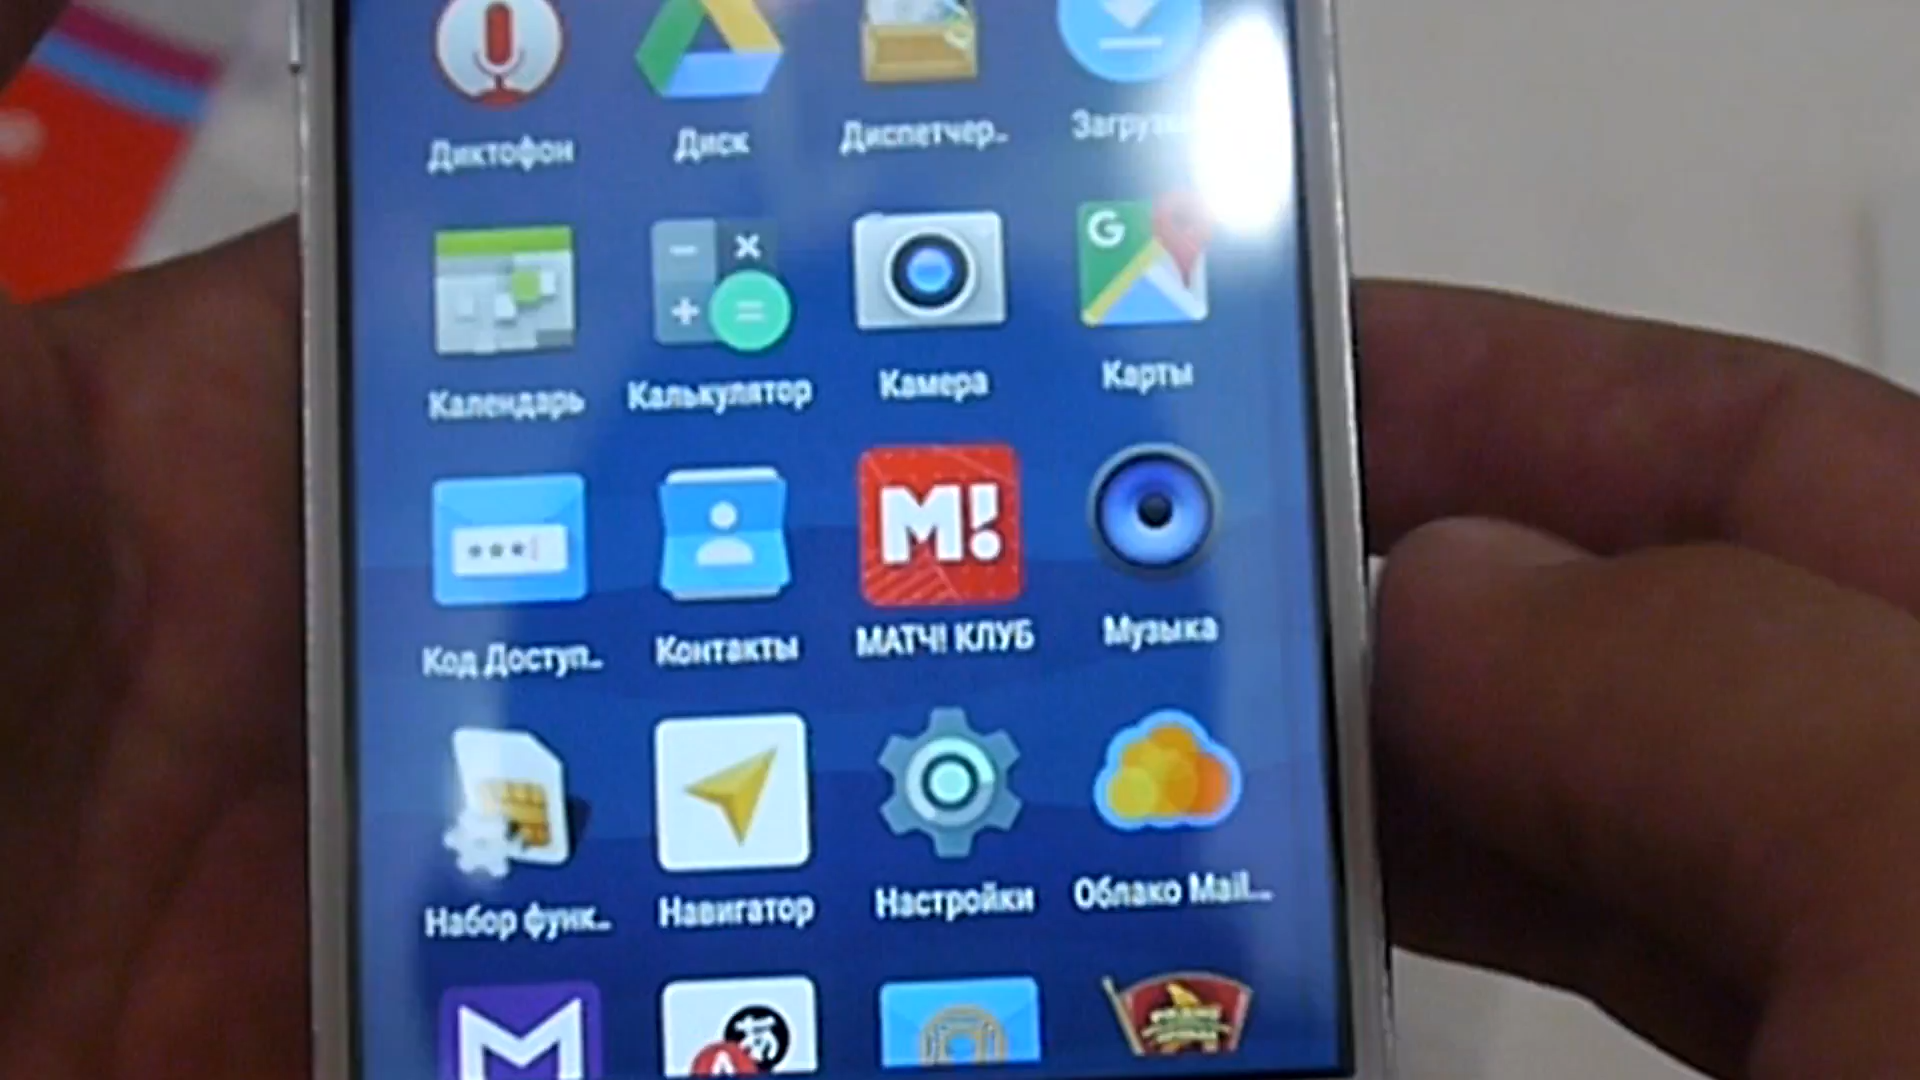 Диктофон
Диск
Диспетчер...
G
Календарь
Калькулятор
Камера
Карты
M!
Код Доступ...
Контакты
МАТЧ! КЛУБ
Музыка
Набор функ...
Навигатор
Настройки
Облако Mail....
M
あ
A